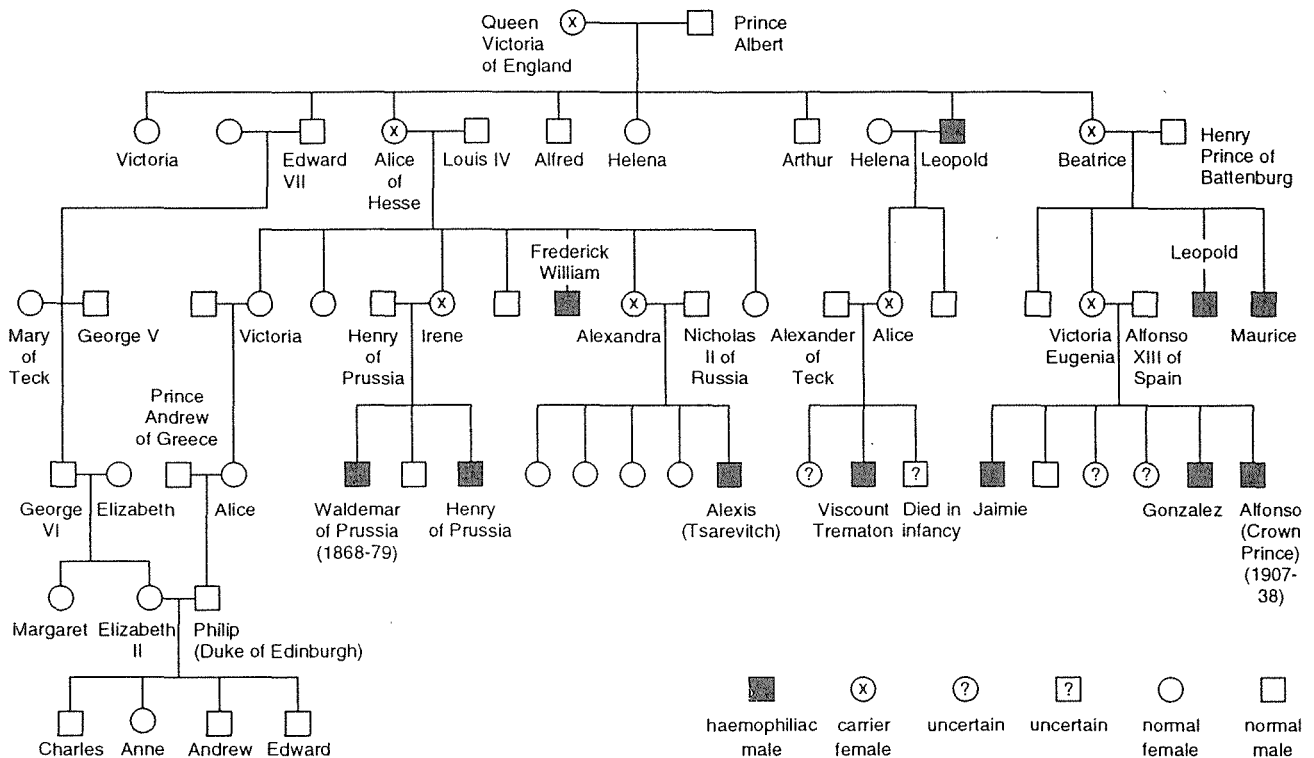 Queen
Victoria
of England
x
Prince
Albert
Victoria
Edward
VII
x
Alice
of
Hesse
Louis IV
Alfred
Helena
Arthur
Helena
Leopold
x
Beatrice
Henry
Prince of
Battenburg
Mary
of
Teck
George V
Victoria
Henry
of
Prussia
x
Irene
Frederick
William
x
Alexandra
Nicholas
II of
Russia
Alexander
of
Teck
x
Alice
x
Victoria
Eugenia
Alfonso
XIII of
Spain
Leopold
Maurice
Prince
Andrew
of Greece
George
VI
Elizabeth
Alice
Waldemar
of Prussia
(1868-79)
Henry
of Prussia
Alexis
(Tsarevitch)
?
Viscount
Trematon
?
Died in
infancy
Jaimie
?
?
Gonzalez
Alfonso
(Crown
Prince)
(1907-
38)
Margaret
Elizabeth
II
Philip
(Duke of Edinburgh)
Charles
Anne
Andrew
Edward
haemophiliac
male
x
carrier
female
?
uncertain
?
uncertain
normal
female
normal
male